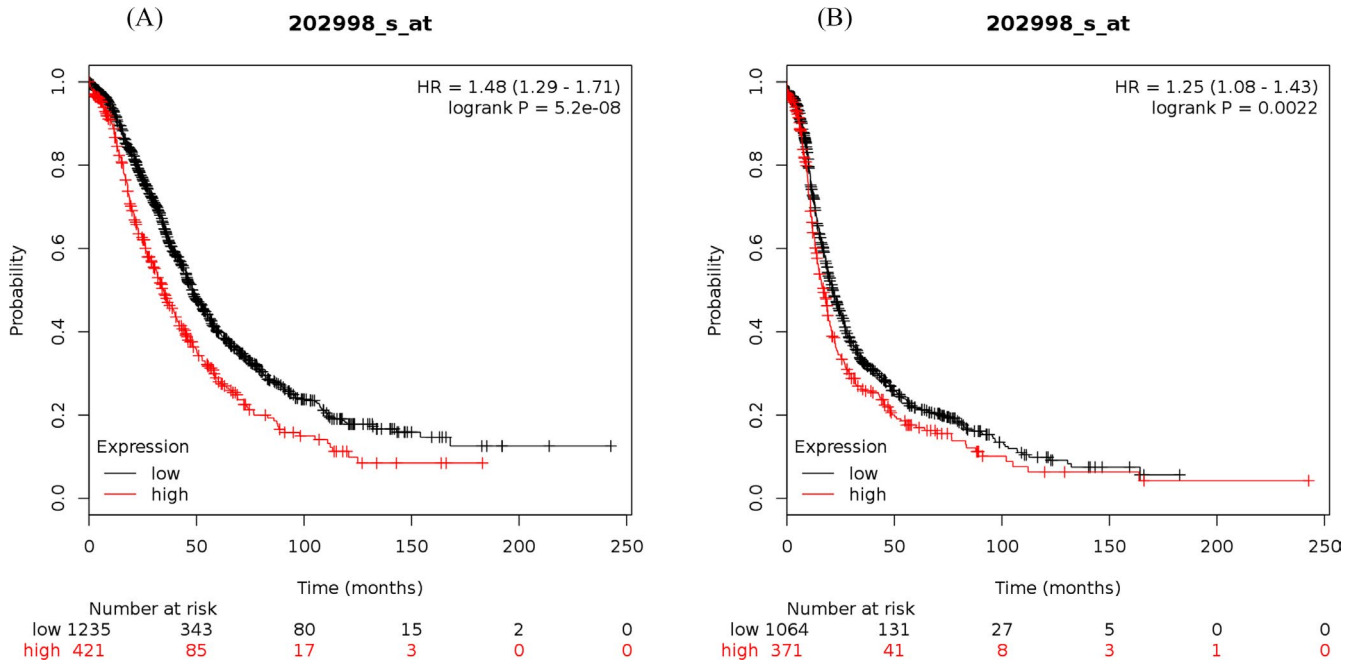 (A)
202998_s_at
HR = 1.48 (1.29 - 1.71)
logrank P = 5.2e-08
Probability
1.0
0.8
0.6
0.4
0.2
0.0
Expression
low
high
0 50 100 150 200 250
Time (months)
Number at risk
low 1235 343 80 15 2 0
high 421 85 17 3 0 0
(B)
202998_s_at
HR = 1.25 (1.08 - 1.43)
logrank P = 0.0022
Probability
1.0
0.8
0.6
0.4
0.2
0.0
Expression
low
high
0 50 100 150 200 250
Time (months)
Number at risk
low 1064 131 27 5 0 0
high 371 41 8 3 1 0